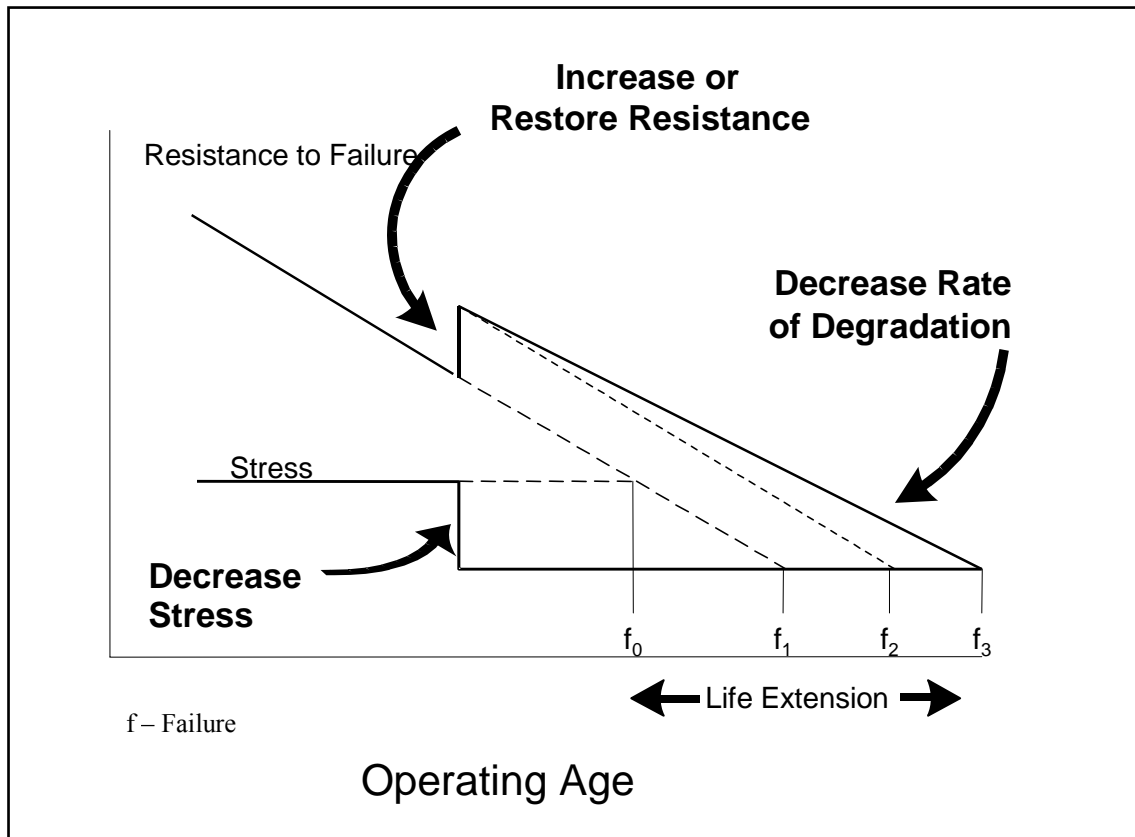 Increase or
Restore Resistance
Resistance to Failure
Decrease Rate
of Degradation
Stress
Decrease
Stress
f0 f1 f2 f3
Life Extension
f – Failure
Operating Age